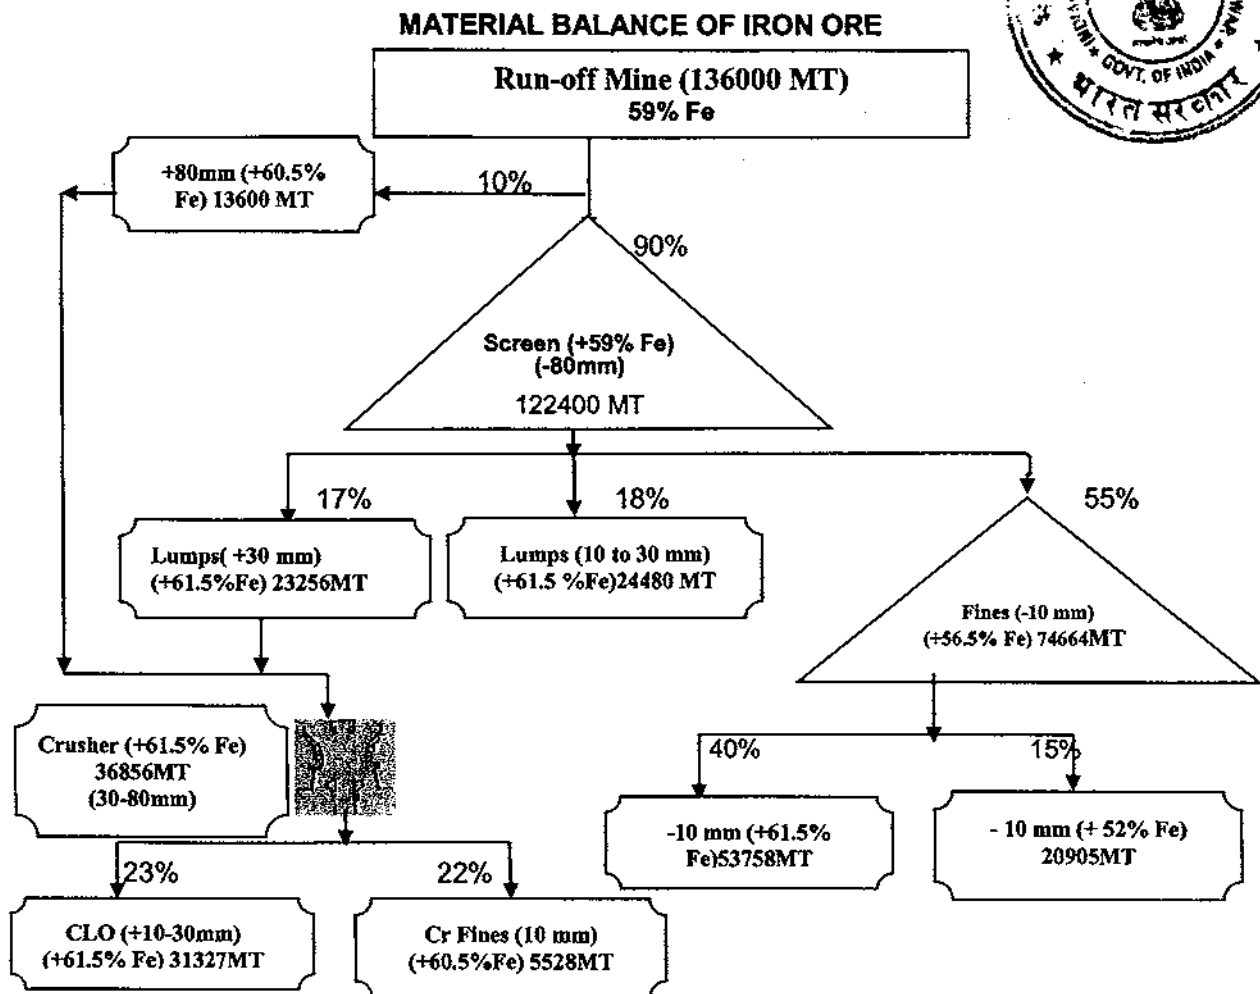 MATERIAL BALANCE OF IRON ORE
GOVT. OF INDIA
भारत सरकार
Run-off Mine (136000 MT)
59% Fe
+80mm (+60.5%
Fe) 13600 MT
10%
90%
Screen (+59% Fe)
(-80mm)
122400 MT
17%
18%
55%
Lumps( +30 mm)
(+61.5%Fe) 23256MT
Lumps (10 to 30 mm)
(+61.5 %Fe)24480 MT
Fines (-10 mm)
(+56.5% Fe) 74664MT
Crusher (+61.5% Fe)
36856MT
(30-80mm)
40%
15%
-10 mm (+61.5%
Fe)53758MT
- 10 mm (+ 52% Fe)
20905MT
23%
22%
CLO (+10-30mm)
(+61.5% Fe) 31327MT
Cr Fines (10 mm)
(+60.5%Fe) 5528MT